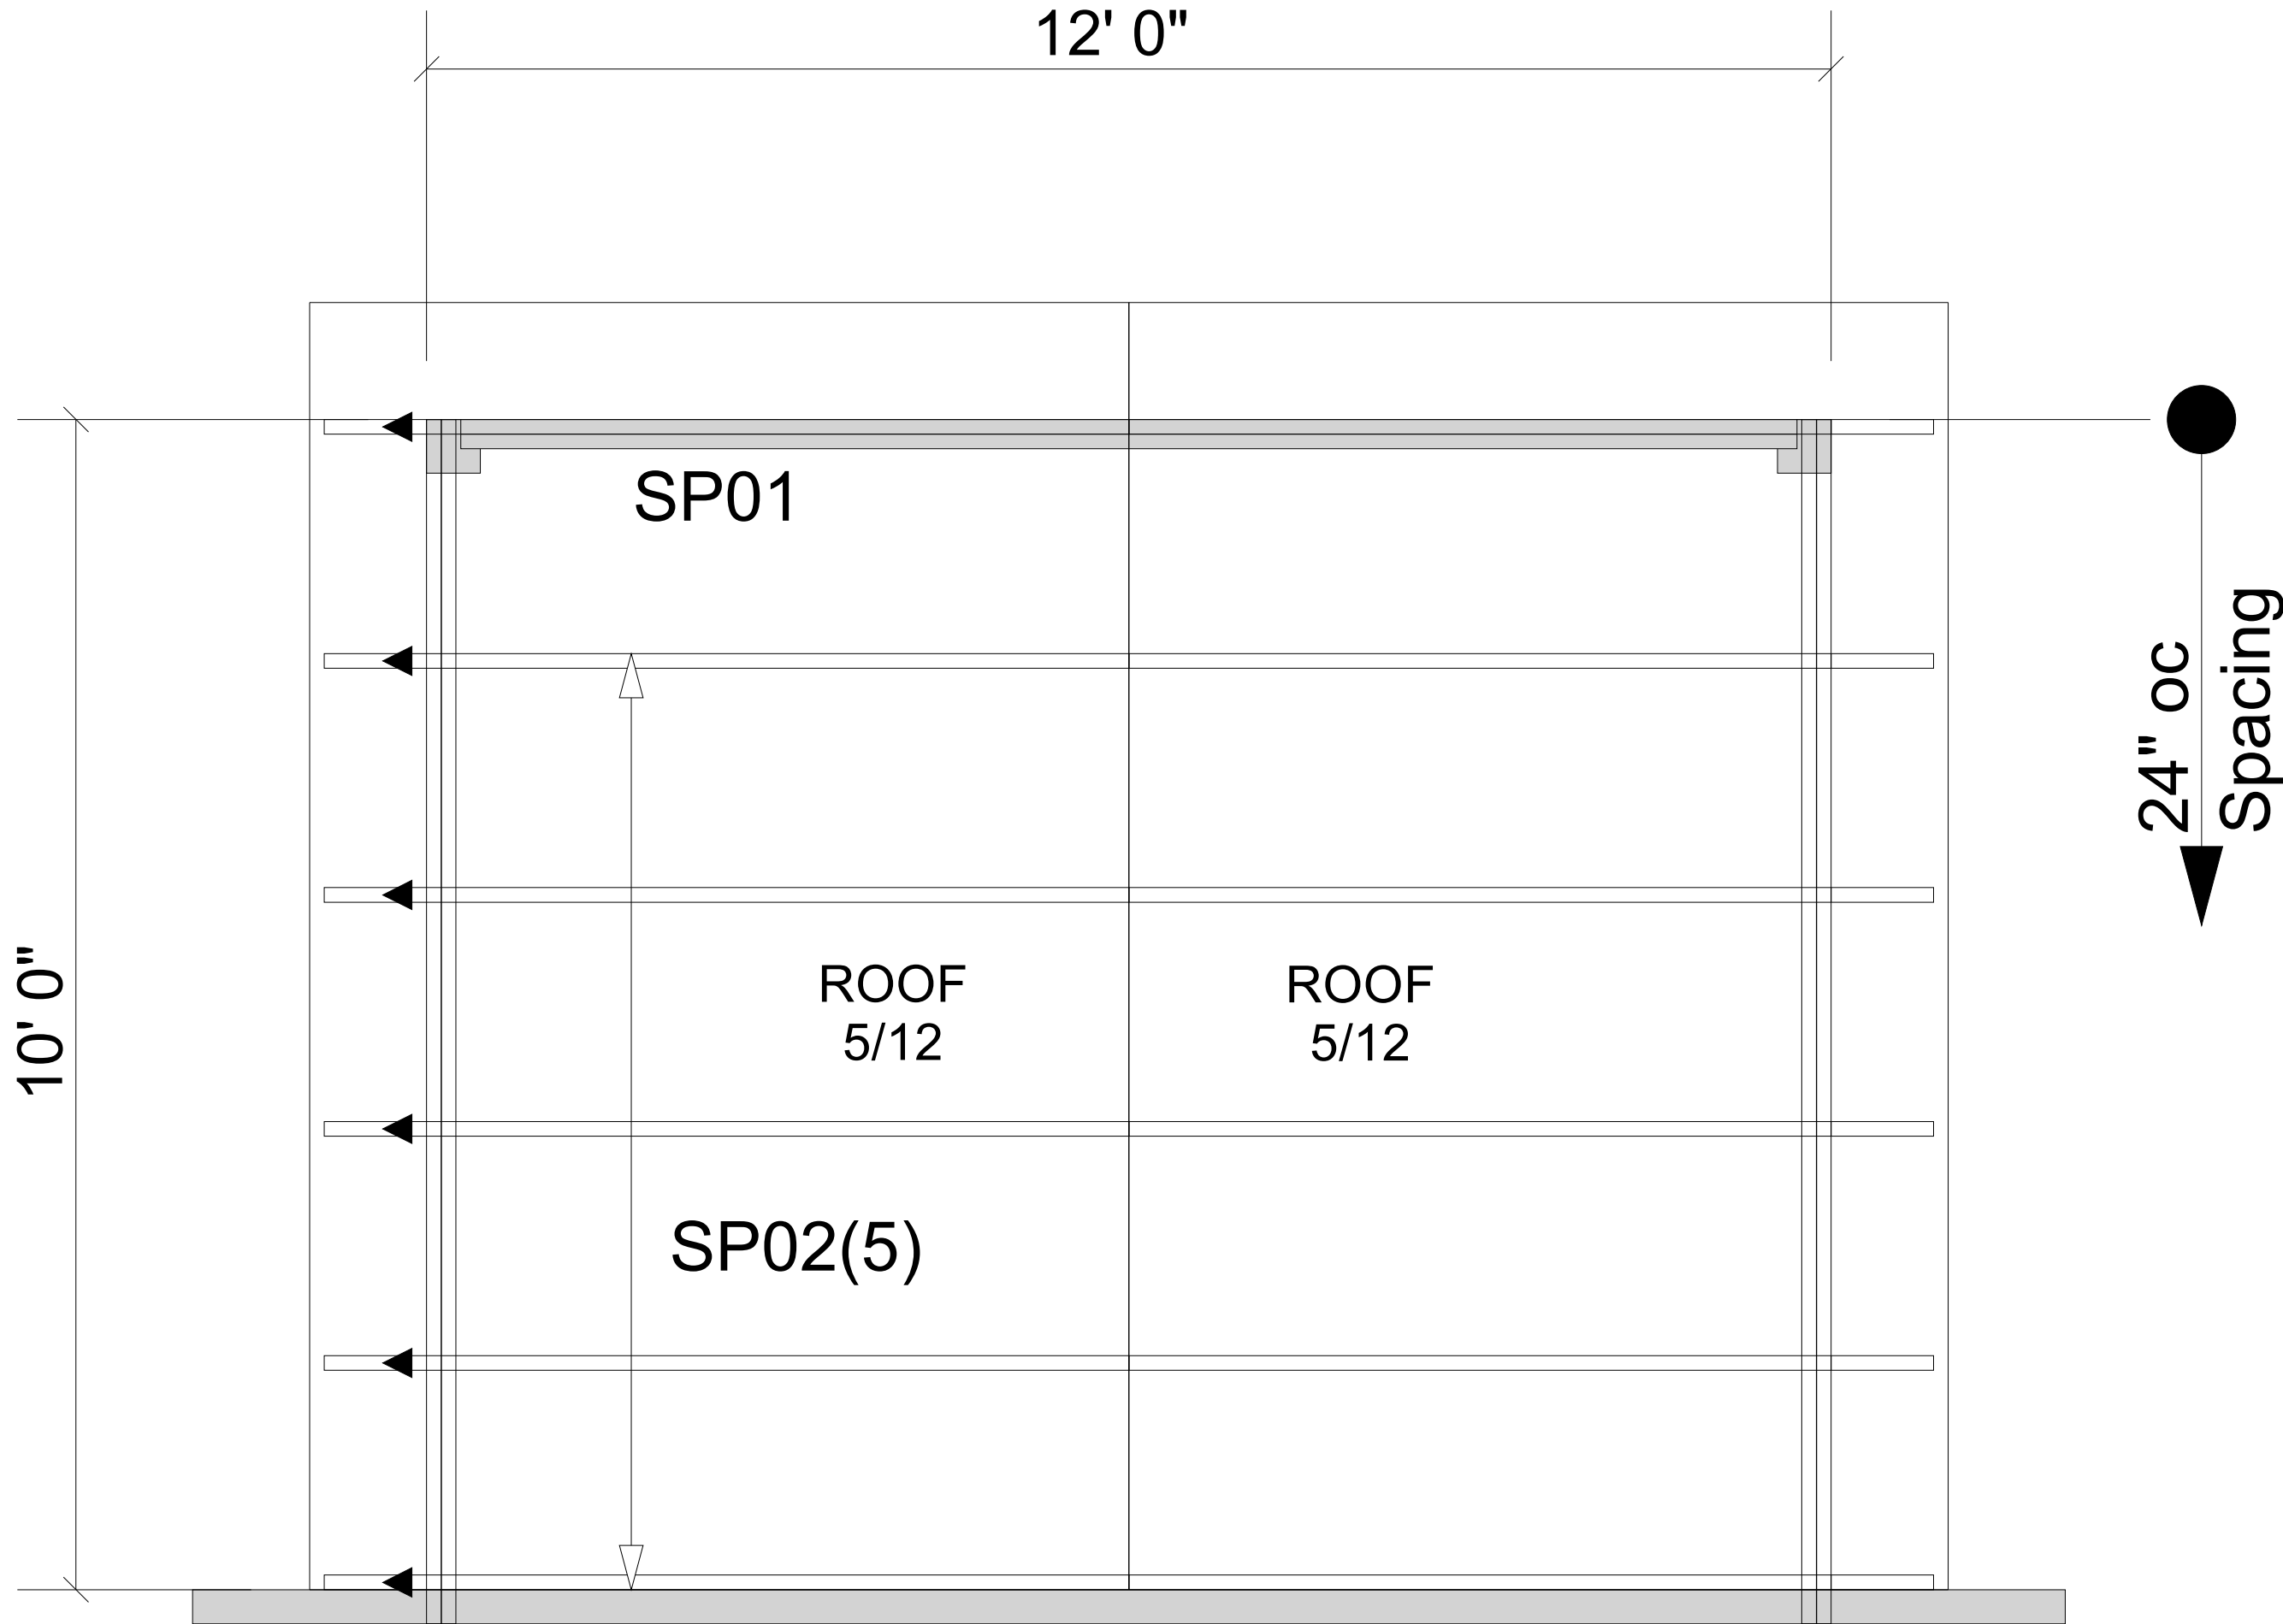 12' 0"
SP01
24" oc
Spacing
10' 0"
ROOF
5/12
ROOF
5/12
SP02(5)